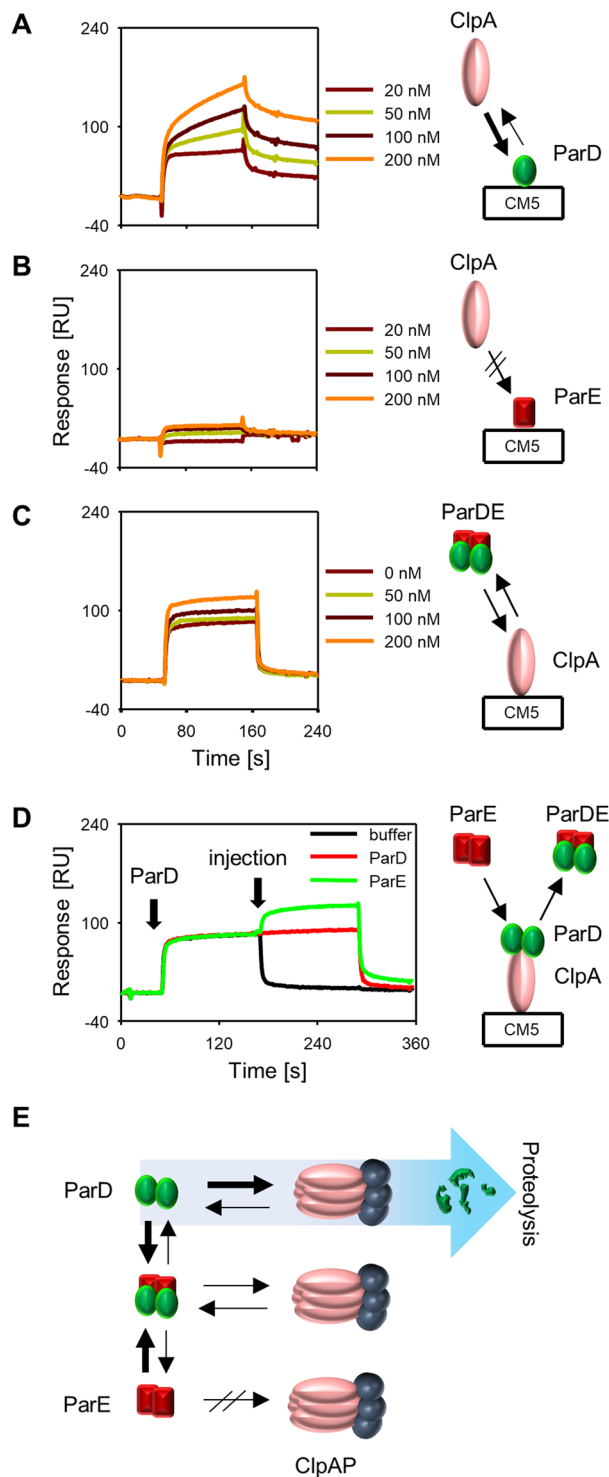 A
240
100
-40
20 nM
50 nM
100 nM
200 nM
ClpA
ParD
CM5
B
240
100
-40
Response [RU]
20 nM
50 nM
100 nM
200 nM
ClpA
ParE
CM5
C
240
100
-40
0 80 160 240
Time [s]
0 nM
50 nM
100 nM
200 nM
ParDE
ClpA
CM5
D
240
100
-40
Response [RU]
0 120 240 360
Time [s]
ParD
injection
buffer
ParD
ParE
ParE
ParDE
ParD
ClpA
CM5
E
ParD
Proteolysis
ParE
ClpAP